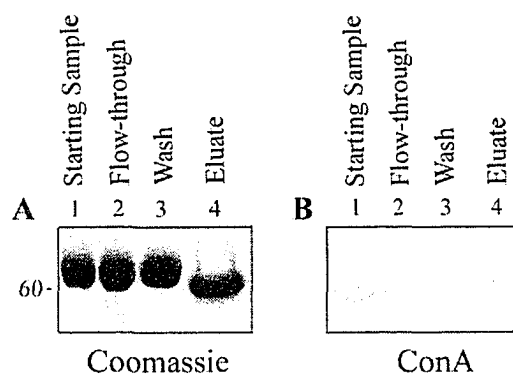 Starting Sample
Flow-through
Wash
Eluate
Starting Sample
Flow-through
Wash
Eluate
A 1 2 3 4
B 1 2 3 4
60-
Coomassie
ConA